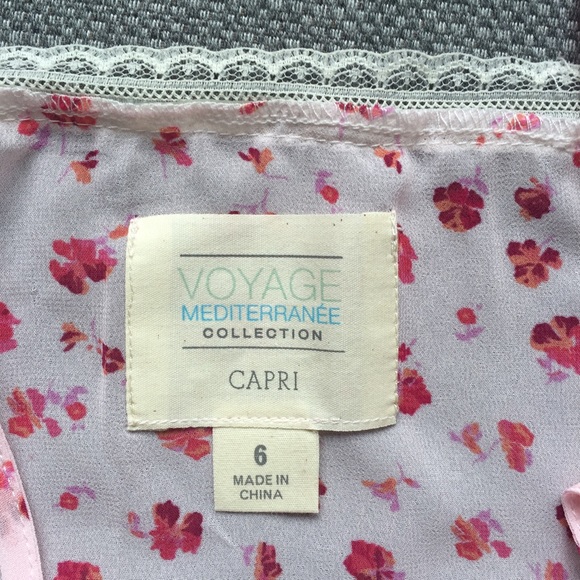 VOYAGE
MEDITERRANÉE
COLLECTION
CAPRI
6
MADE IN
CHINA